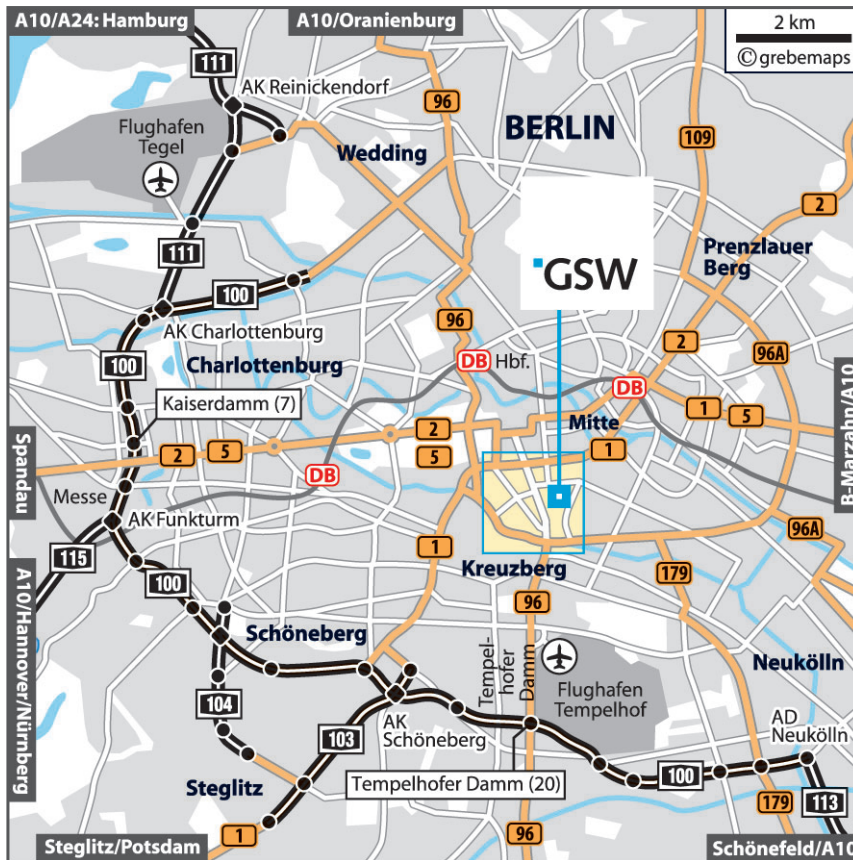 A10/A24: Hamburg
A10/Oranienburg
2 km
© grebemaps
111
AK Reinickendorf
96
BERLIN
109
Flughafen
Tegel
Wedding
2
111
Prenzlauer
Berg
GSW
100
96
AK Charlottenburg
2
100
Charlottenburg
DB
Hbf.
96A
DB
Kaiserdamm (7)
1
5
B-Marzahn/A10
Mitte
Spandau
2
5
2
5
1
DB
Messe
AK Funkturm
96A
115
1
100
Kreuzberg
179
A10/Hannover/Nürnberg
96
Schöneberg
Tempel-
hofer
Damm
Flughafen
Tempelhof
Neukölln
104
AK
Schöneberg
AD
Neukölln
103
Steglitz
Tempelhofer Damm (20)
100
179
113
1
96
Steglitz/Potsdam
Schönefeld/A10